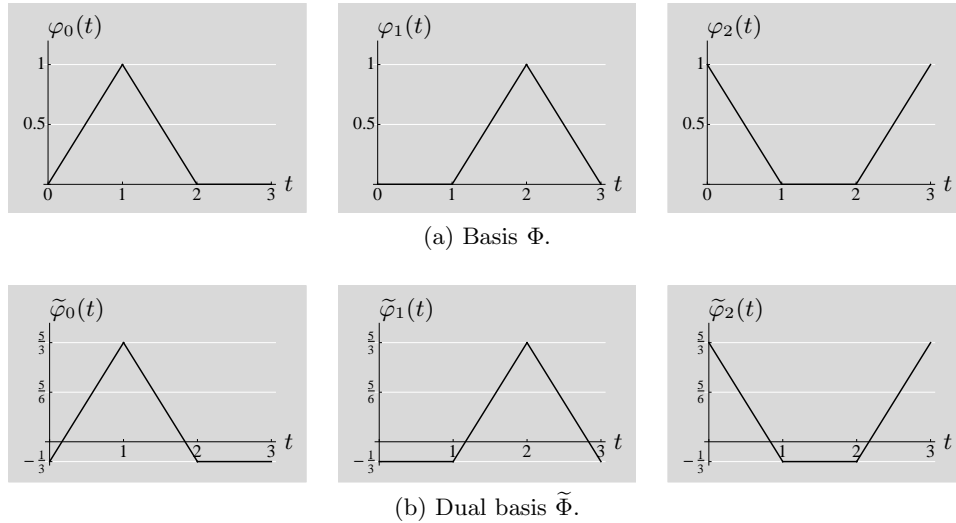 φ₀(t) φ₁(t) φ₂(t)
1 1 1
0.5 0.5 0.5
0 1 2 3 t 0 1 2 3 t 0 1 2 3 t
(a) Basis Φ.
φ̃₀(t) φ̃₁(t) φ̃₂(t)
5/3 5/3 5/3
5/6 5/6 5/6
1 2 3 t 1 2 3 t 1 2 3 t
−1/3 −1/3 −1/3
(b) Dual basis Φ̃.